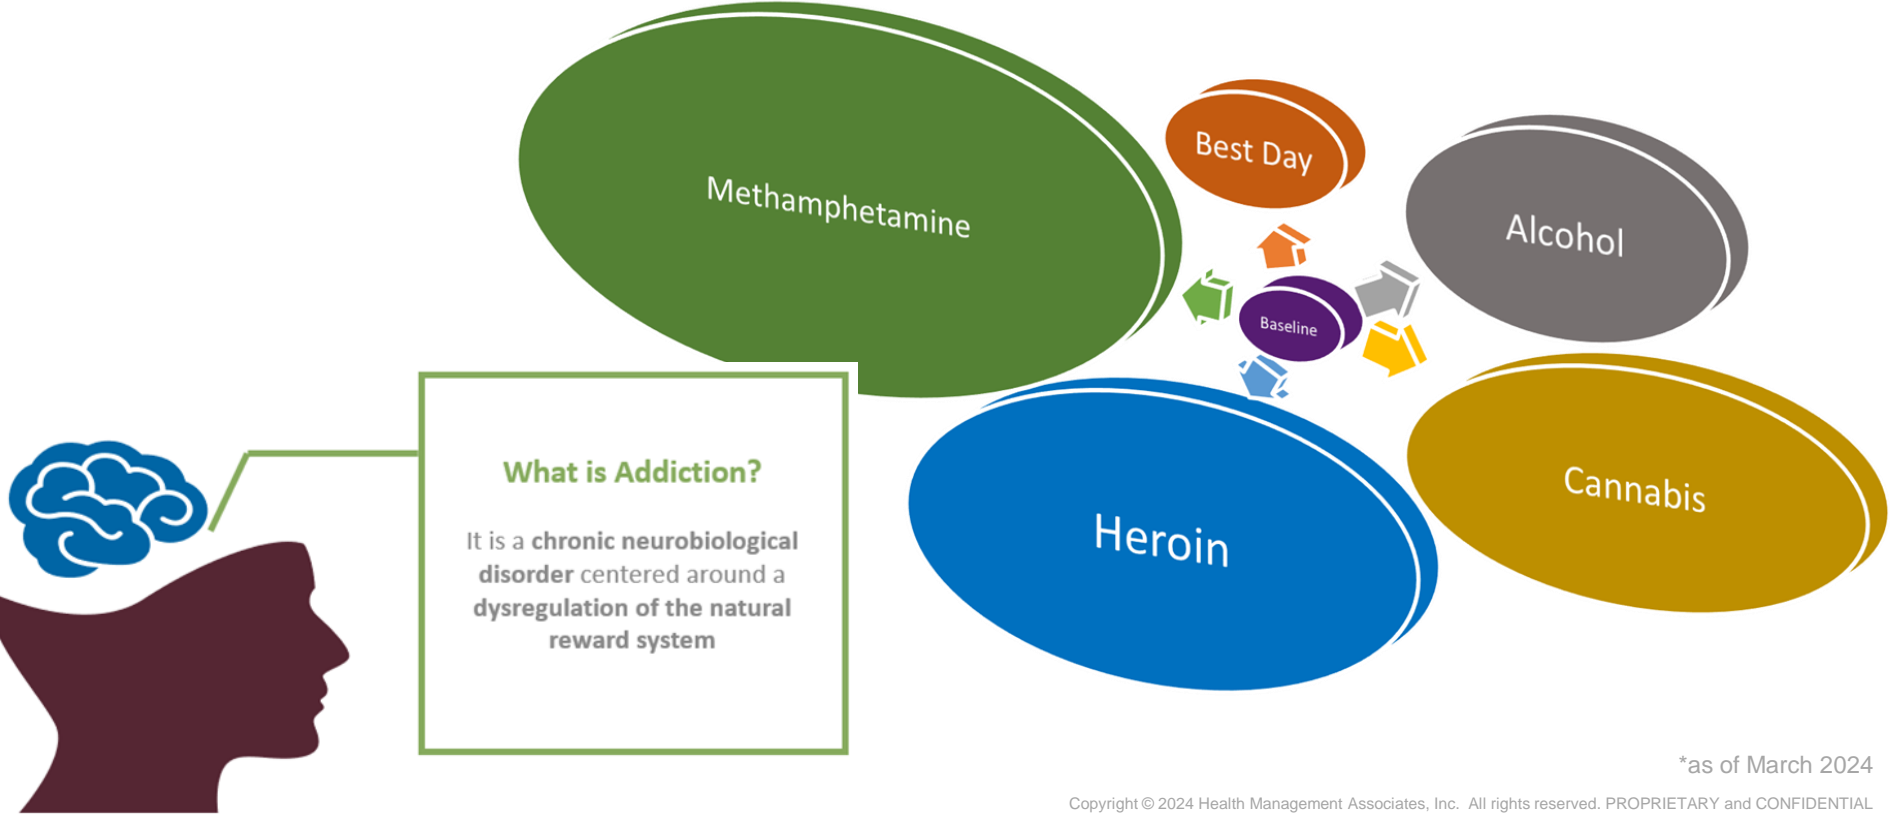 Methamphetamine
Best Day
Alcohol
Baseline
Cannabis
Heroin
What is Addiction?
It is a chronic neurobiological
disorder centered around a
dysregulation of the natural
reward system
*as of March 2024
Copyright © 2024 Health Management Associates, Inc. All rights reserved. PROPRIETARY and CONFIDENTIAL